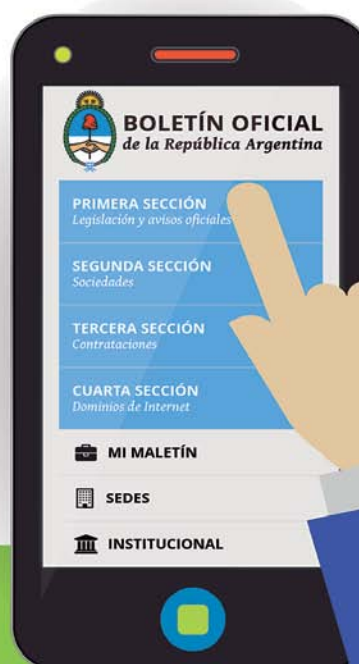 BOLETÍN OFICIAL
de la República Argentina
PRIMERA SECCIÓN
Legislación y avisos oficiales
SEGUNDA SECCIÓN
Sociedades
TERCERA SECCIÓN
Contrataciones
CUARTA SECCIÓN
Dominios de Internet
MI MALETÍN
SEDES
INSTITUCIONAL